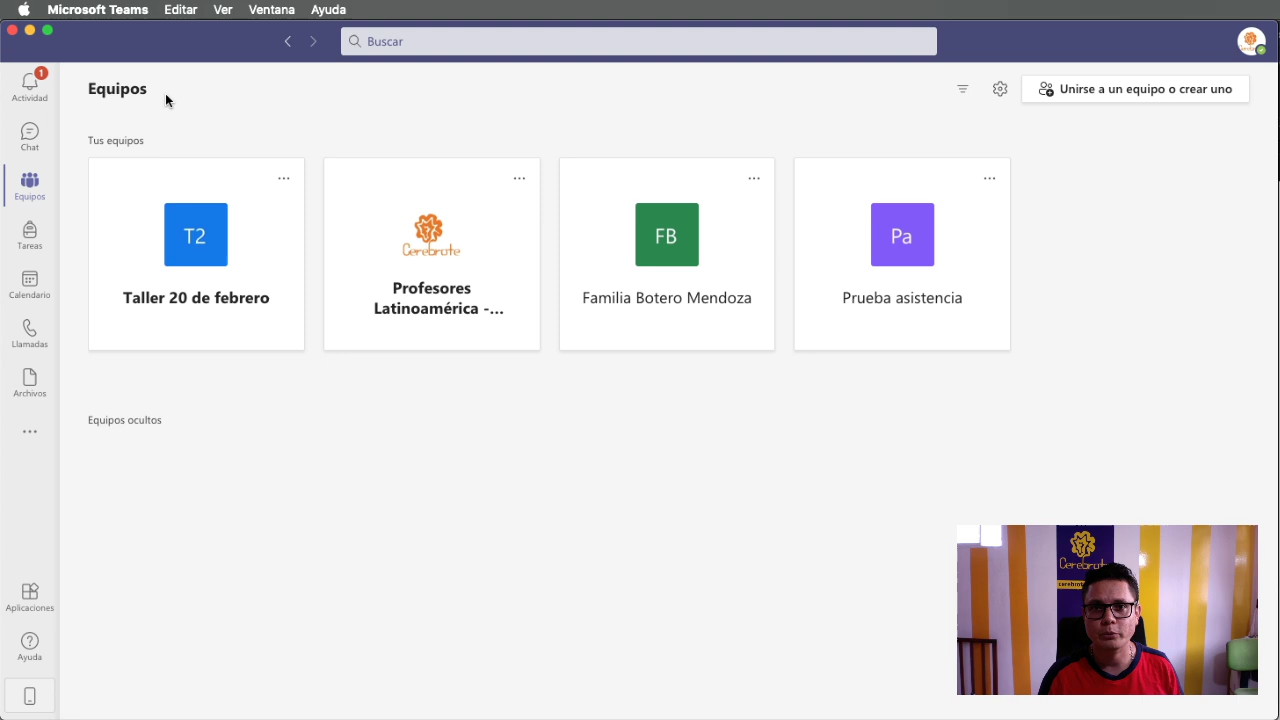 Microsoft Teams Editar Ver Ventana Ayuda
Buscar
1
Actividad
Chat
Equipos
Tareas
Calendario
Llamadas
Archivos
Aplicaciones
Ayuda
Equipos
Unirse a un equipo o crear uno
Tus equipos
T2
Taller 20 de febrero
Cerebrute
Profesores
Latinoamérica -...
FB
Familia Botero Mendoza
Pa
Prueba asistencia
Equipos ocultos